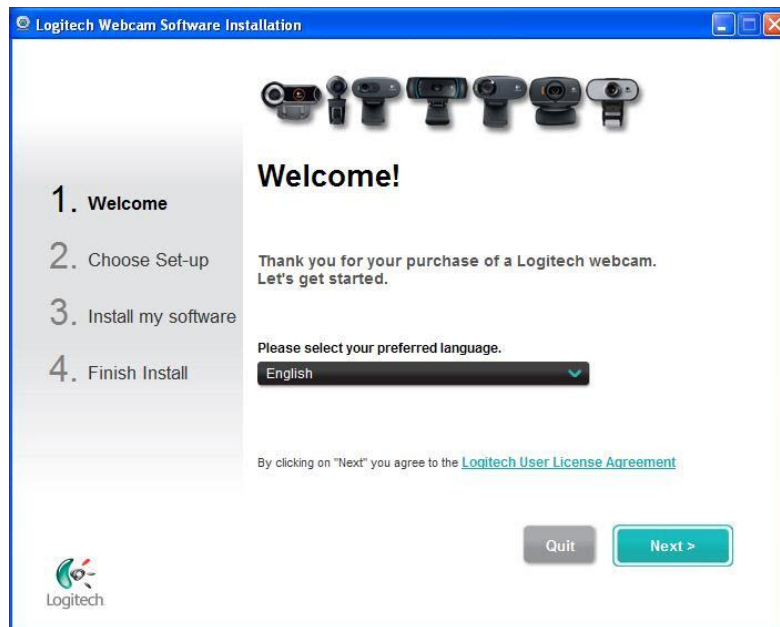 Logitech Webcam Software Installation
Welcome!
1. Welcome
2. Choose Set-up
3. Install my software
4. Finish Install
Thank you for your purchase of a Logitech webcam.
Let's get started.
Please select your preferred language.
English
By clicking on "Next" you agree to the Logitech User License Agreement
Quit
Next >
Logitech